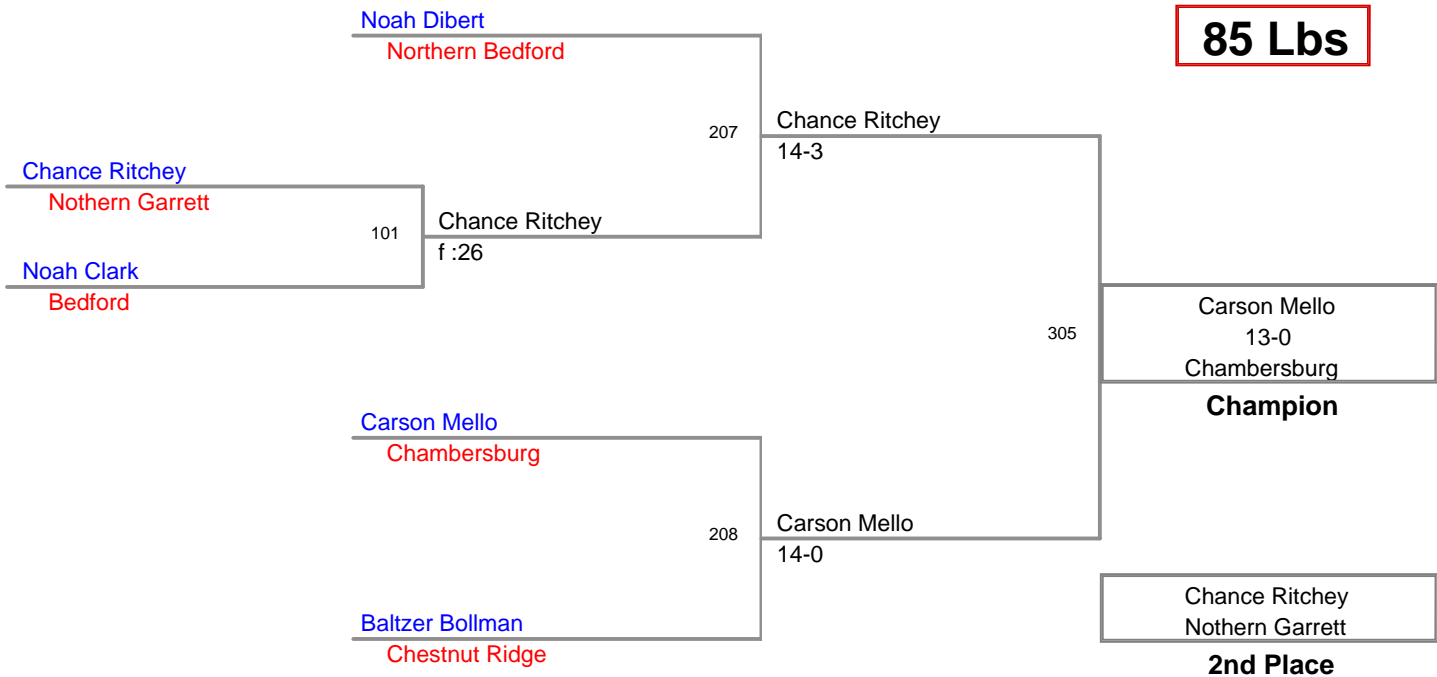 Noah Dibert
Northern Bedford
85 Lbs
207
Chance Ritchey
14-3
Chance Ritchey
Nothern Garrett
101
Chance Ritchey
f :26
Noah Clark
Bedford
305
Carson Mello
13-0
Chambersburg
Champion
Carson Mello
Chambersburg
208
Carson Mello
14-0
Baltzer Bollman
Chestnut Ridge
Chance Ritchey
Nothern Garrett
2nd Place